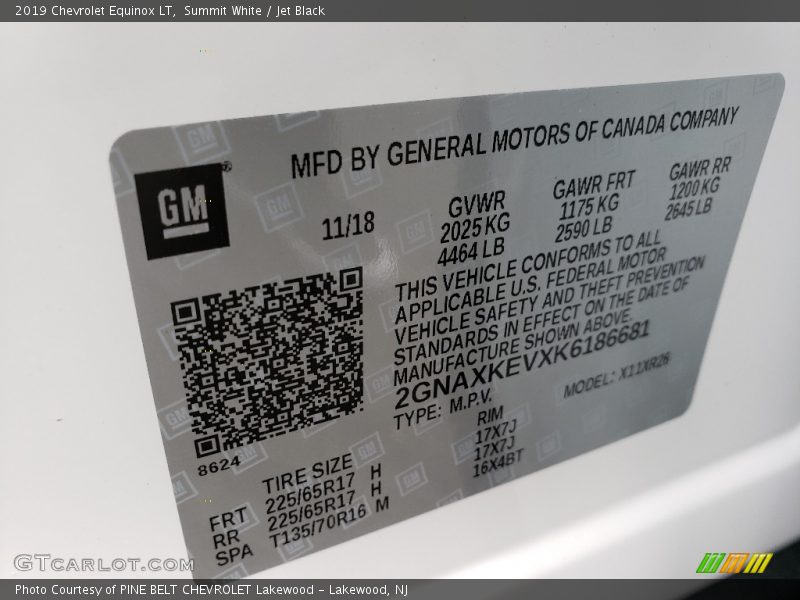 2019 Chevrolet Equinox LT, Summit White / Jet Black
GM
MFD BY GENERAL MOTORS OF CANADA COMPANY
11/18
GVWR
2025 KG
4464 LB
GAWR FRT
1175 KG
2590 LB
GAWR RR
1200 KG
2645 LB
THIS VEHICLE CONFORMS TO ALL
APPLICABLE U.S. FEDERAL MOTOR
VEHICLE SAFETY AND THEFT PREVENTION
STANDARDS IN EFFECT ON THE DATE OF
MANUFACTURE SHOWN ABOVE.
2GNAXKEVXK6186681
TYPE: M.P.V.
MODEL: X11XR26
8624
TIRE SIZE RIM
FRT 225/65R17 H 17X7J
RR 225/65R17 H 17X7J
SPA T135/70R16 M 16X4BT
GTCarLot.com
Photo Courtesy of PINE BELT CHEVROLET Lakewood - Lakewood, NJ